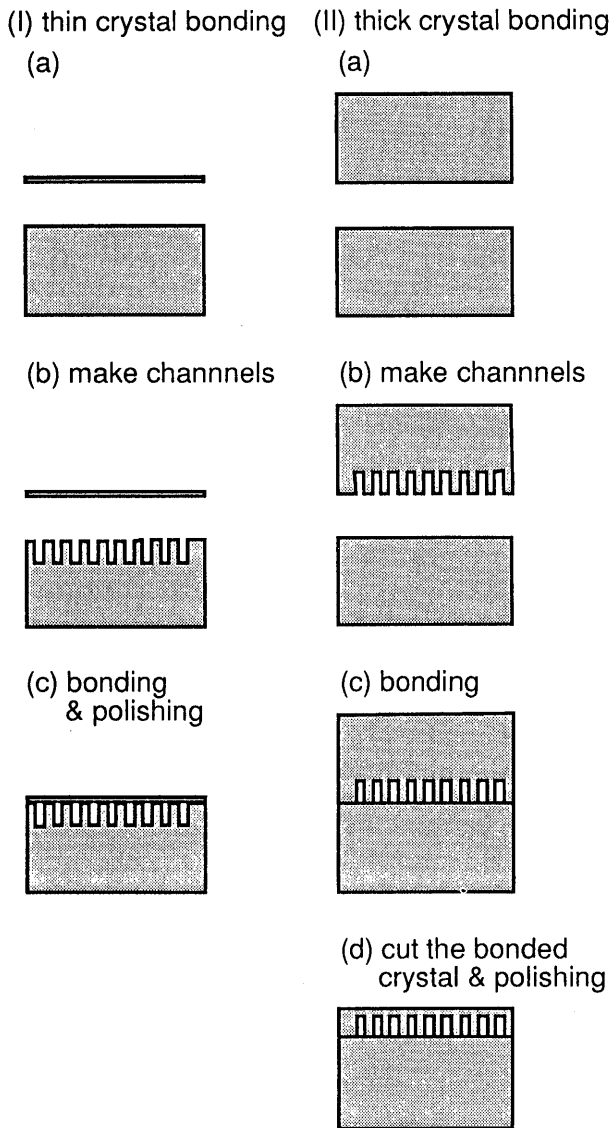 (I) thin crystal bonding
(a)
(b) make channnels
(c) bonding
& polishing
(II) thick crystal bonding
(a)
(b) make channnels
(c) bonding
(d) cut the bonded
crystal & polishing